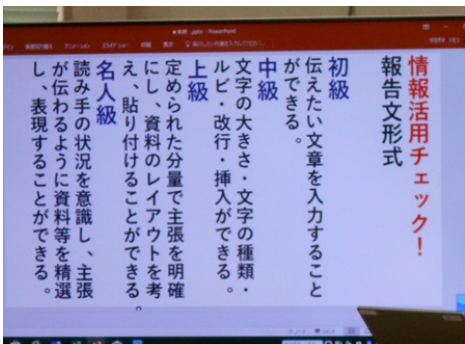 情報活用チェック!
報告文形式
初級
伝えたい文章を入力すること
ができる。
中級
文字の大きさ・文字の種類・
ルビ・改行・挿入ができる。
上級
定められた分量で主張を明確
にし、資料のレイアウトを考
え、貼り付けることができる。
名人級
読み手の状況を意識し、主張
が伝わるように資料等を精選
し、表現することができる。